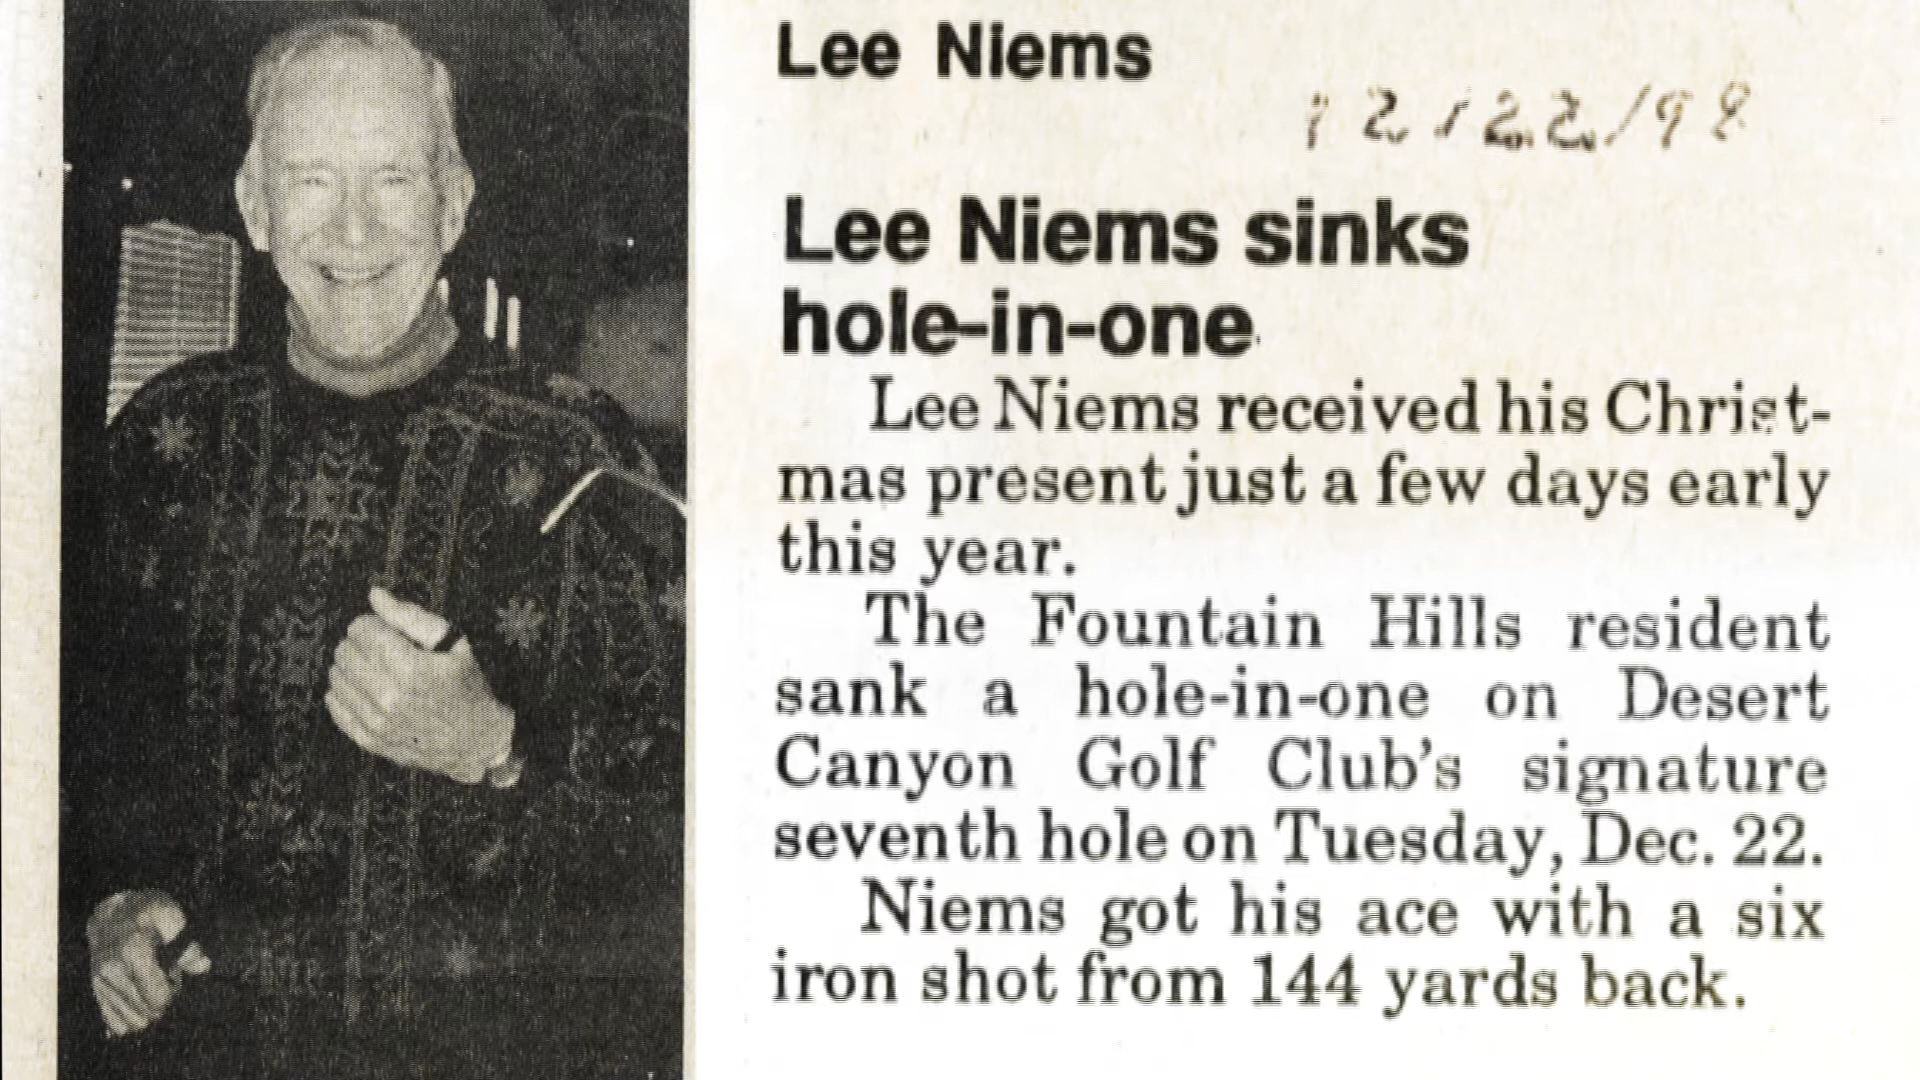 Lee Niems
12/22/98
Lee Niems sinks
hole-in-one
Lee Niems received his Christ-
mas present just a few days early
this year.
The Fountain Hills resident
sank a hole-in-one on Desert
Canyon Golf Club's signature
seventh hole on Tuesday, Dec. 22.
Niems got his ace with a six
iron shot from 144 yards back.